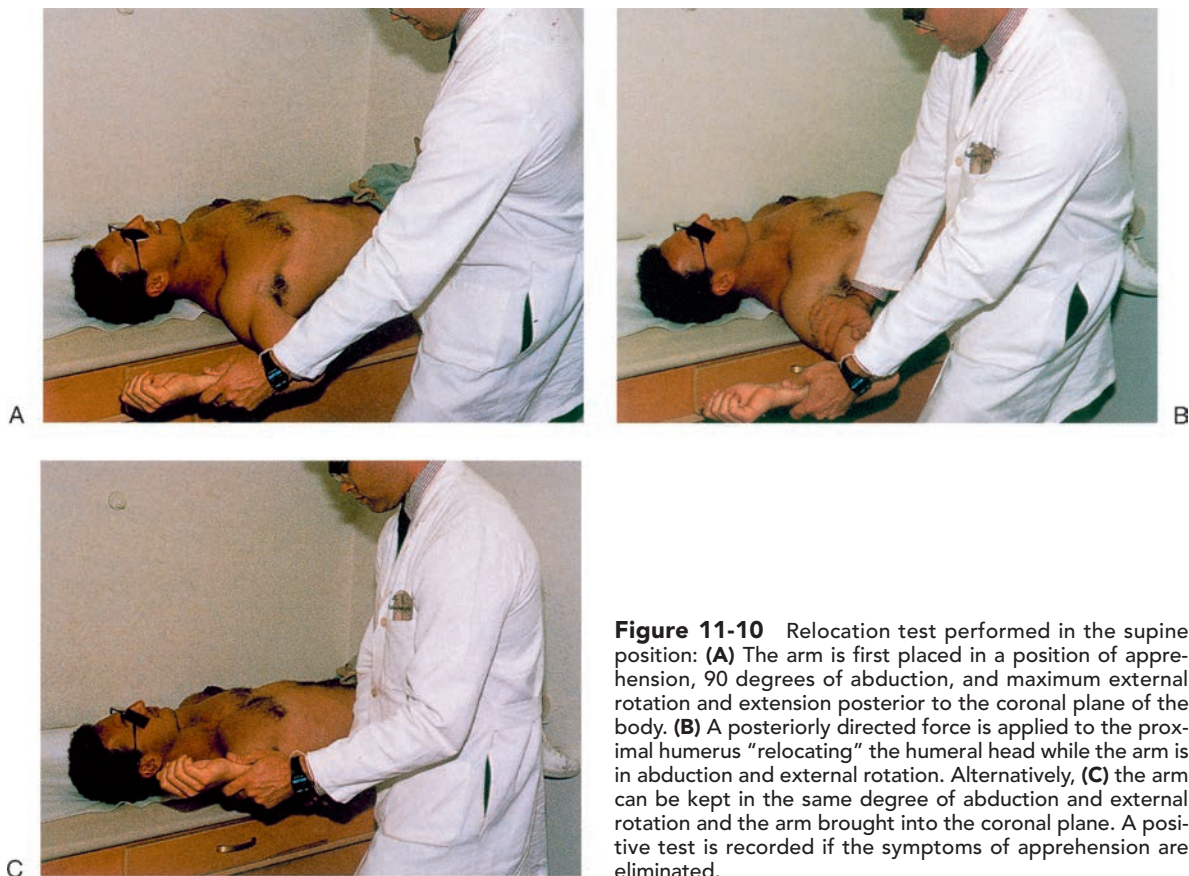 A
B
C
Figure 11-10 Relocation test performed in the supine
position: (A) The arm is first placed in a position of appre-
hension, 90 degrees of abduction, and maximum external
rotation and extension posterior to the coronal plane of the
body. (B) A posteriorly directed force is applied to the prox-
imal humerus “relocating” the humeral head while the arm is
in abduction and external rotation. Alternatively, (C) the arm
can be kept in the same degree of abduction and external
rotation and the arm brought into the coronal plane. A posi-
tive test is recorded if the symptoms of apprehension are
eliminated.